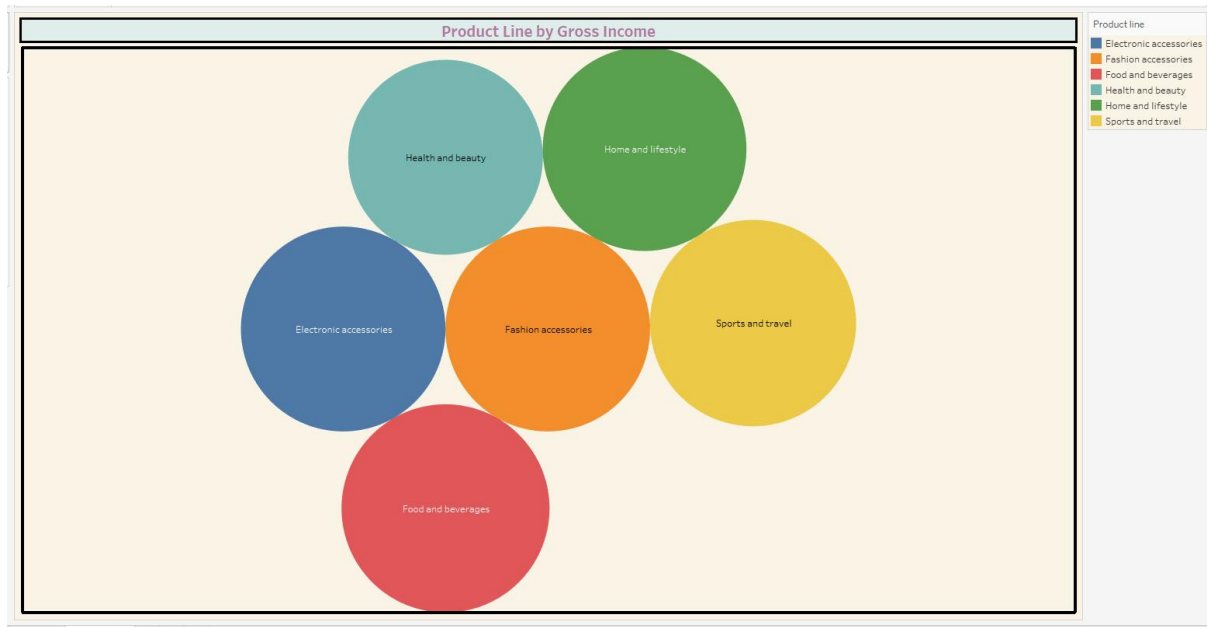 Product Line by Gross Income
Product line
Electronic accessories
Fashion accessories
Food and beverages
Health and beauty
Home and lifestyle
Sports and travel
Health and beauty
Home and lifestyle
Electronic accessories
Fashion accessories
Sports and travel
Food and beverages